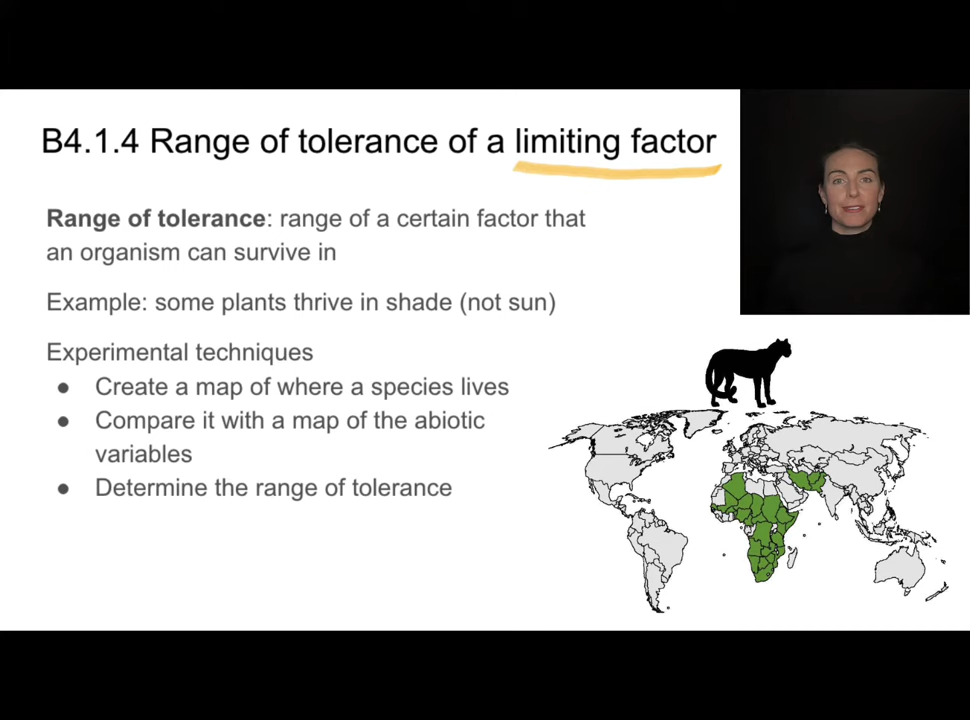 B4.1.4 Range of tolerance of a limiting factor
Range of tolerance: range of a certain factor that
an organism can survive in
Example: some plants thrive in shade (not sun)
Experimental techniques
● Create a map of where a species lives
● Compare it with a map of the abiotic
variables
● Determine the range of tolerance